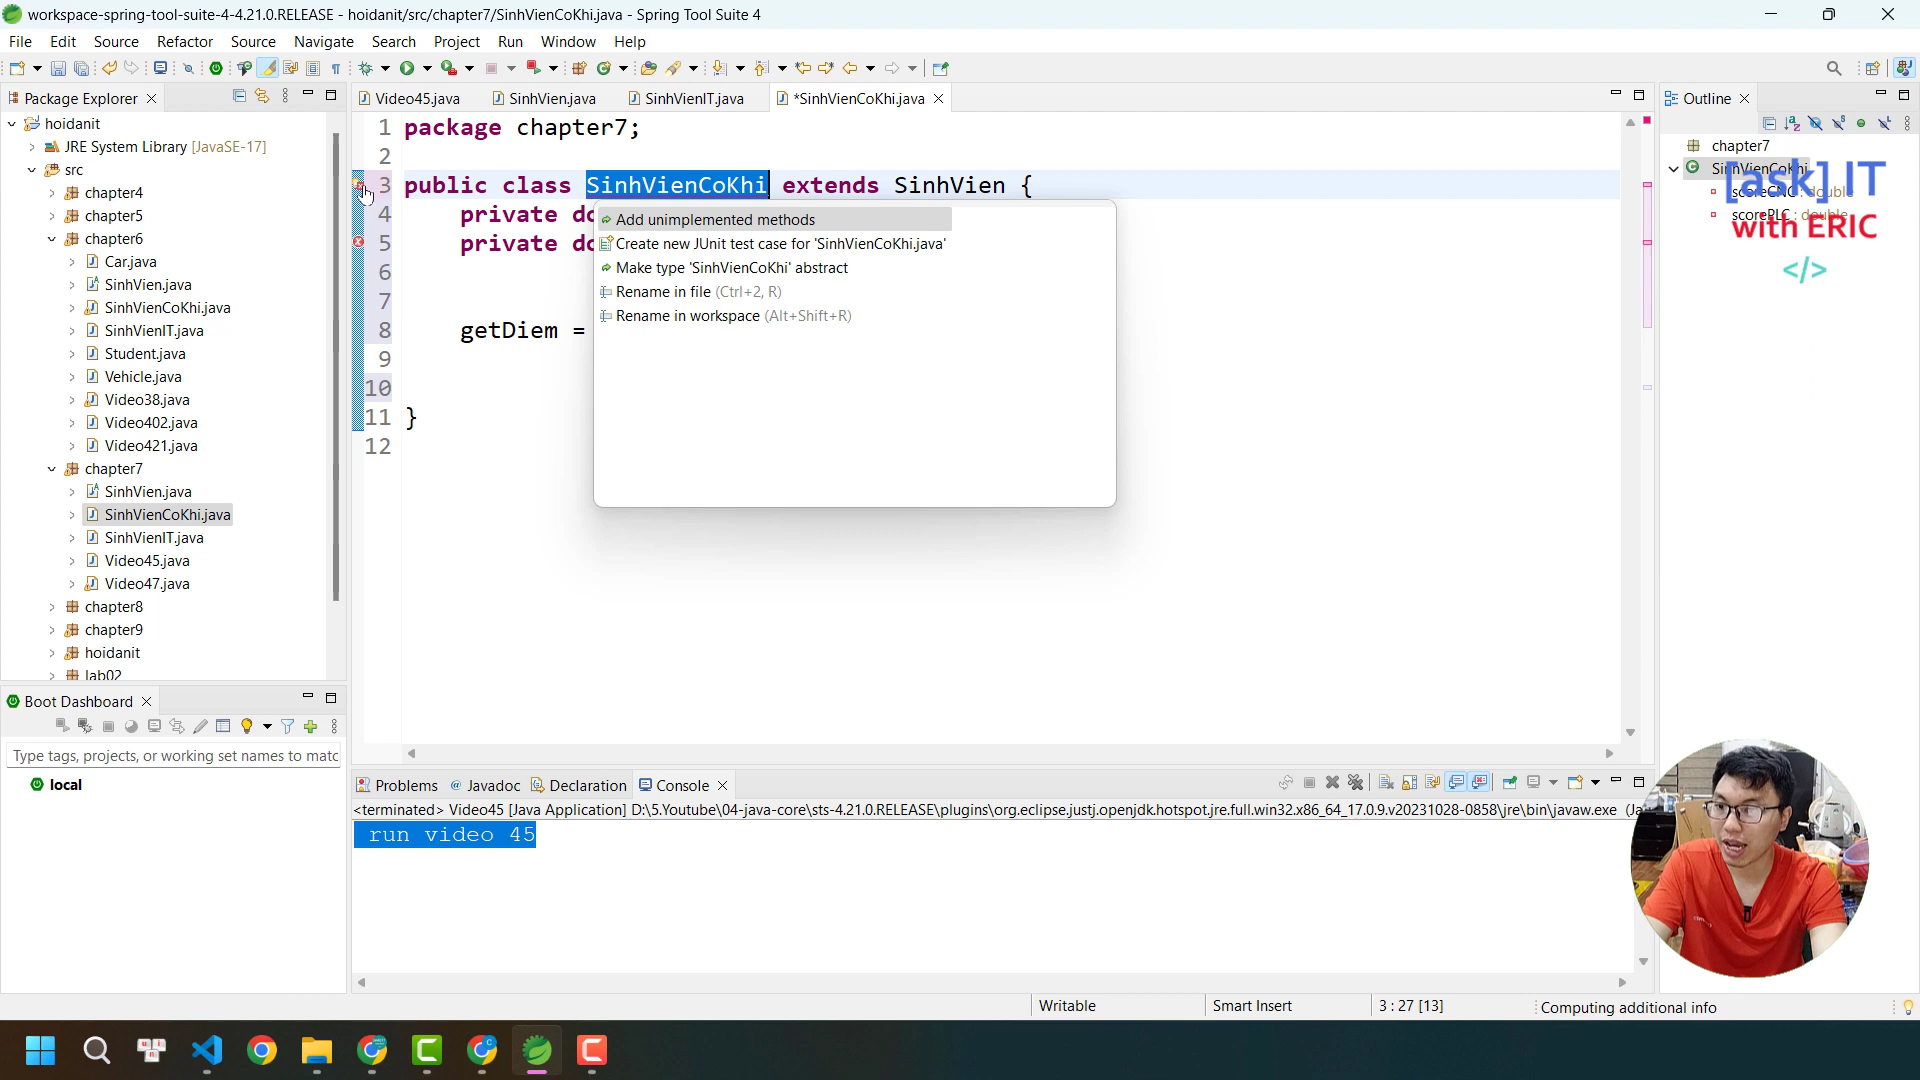 workspace-spring-tool-suite-4-4.21.0.RELEASE - hoidanit/src/chapter7/SinhVienCoKhi.java - Spring Tool Suite 4
File Edit Source Refactor Source Navigate Search Project Run Window Help
Package Explorer
hoidanit
JRE System Library [JavaSE-17]
src
chapter4
chapter5
chapter6
Car.java
SinhVien.java
SinhVienCoKhi.java
SinhVienIT.java
Student.java
Vehicle.java
Video38.java
Video402.java
Video421.java
chapter7
SinhVien.java
SinhVienCoKhi.java
SinhVienIT.java
Video45.java
Video47.java
chapter8
chapter9
hoidanit
lab02
Boot Dashboard
Type tags, projects, or working set names to matc
local
Video45.java SinhVien.java SinhVienIT.java *SinhVienCoKhi.java
1 package chapter7;
2
3 public class SinhVienCoKhi extends SinhVien {
4 private do
5 private do
6
7
8 getDiem =
9
10
11 }
12
Add unimplemented methods
Create new JUnit test case for 'SinhVienCoKhi.java'
Make type 'SinhVienCoKhi' abstract
Rename in file (Ctrl+2, R)
Rename in workspace (Alt+Shift+R)
Outline
chapter7
SinhVienCoKhi
scoreCNC : double
scorePLC : double
[ask] IT
with ERIC
</>
Problems Javadoc Declaration Console
<terminated> Video45 [Java Application] D:\5.Youtube\04-java-core\sts-4.21.0.RELEASE\plugins\org.eclipse.justj.openjdk.hotspot.jre.full.win32.x86_64_17.0.9.v20231028-0858\jre\bin\javaw.exe (Ja
run video 45
Writable Smart Insert 3 : 27 [13] Computing additional info